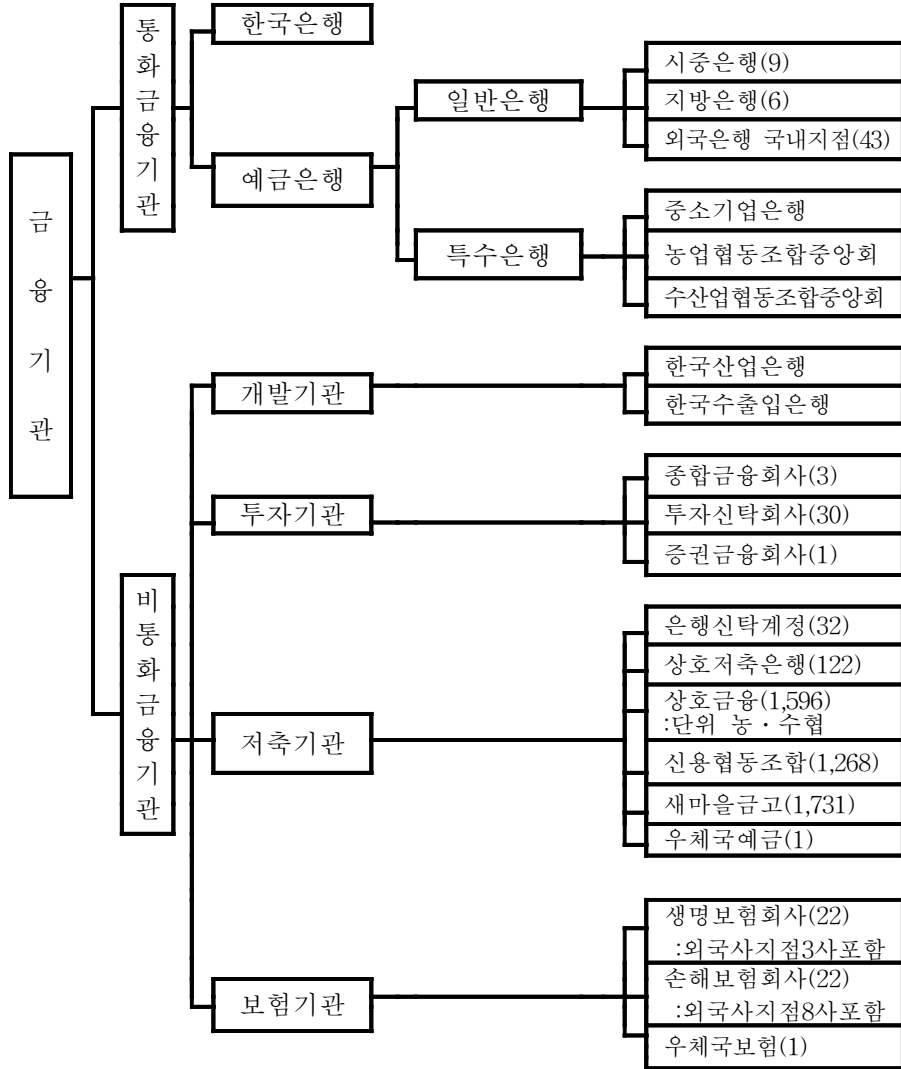 금융기관
통화금융기관
한국은행
예금은행
일반은행
시중은행(9)
지방은행(6)
외국은행 국내지점(43)
특수은행
중소기업은행
농업협동조합중앙회
수산업협동조합중앙회
비통화금융기관
개발기관
한국산업은행
한국수출입은행
투자기관
종합금융회사(3)
투자신탁회사(30)
증권금융회사(1)
저축기관
은행신탁계정(32)
상호저축은행(122)
상호금융(1,596)
:단위 농·수협
신용협동조합(1,268)
새마을금고(1,731)
우체국예금(1)
보험기관
생명보험회사(22)
:외국사지점3사포함
손해보험회사(22)
:외국사지점8사포함
우체국보험(1)